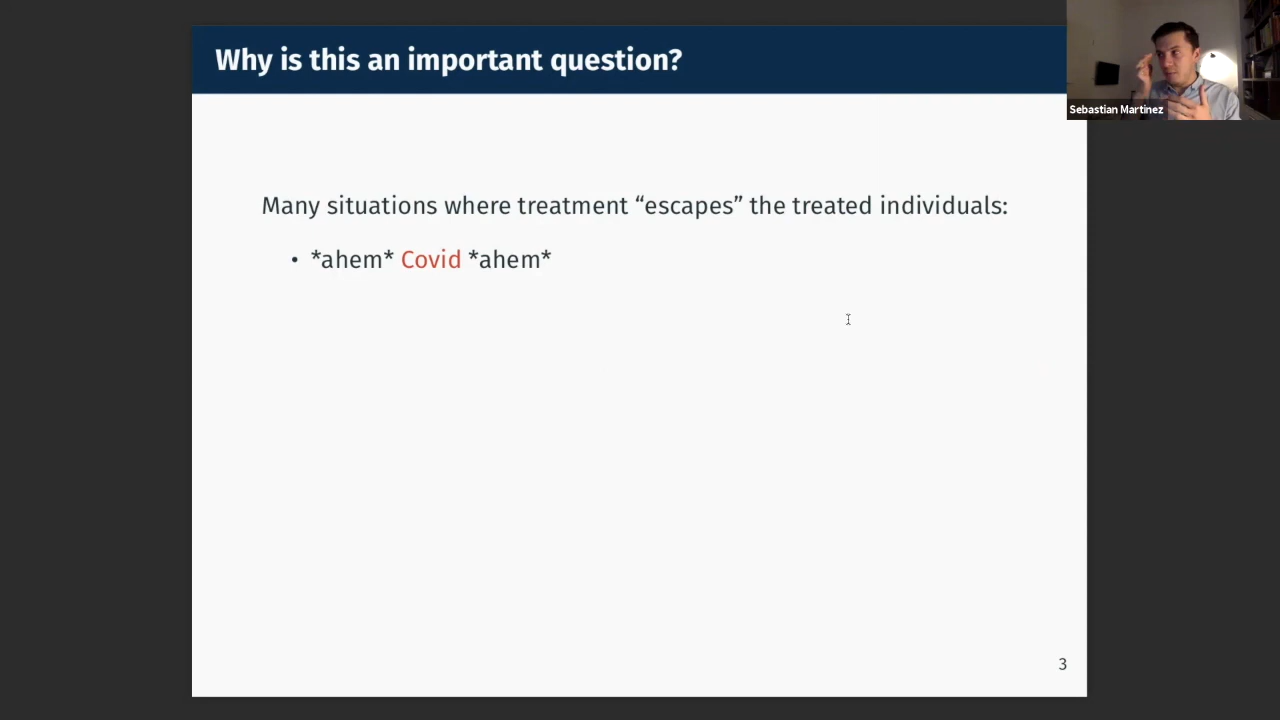 Why is this an important question?
Sebastian Martinez
Many situations where treatment “escapes” the treated individuals:
• *ahem* Covid *ahem*
3